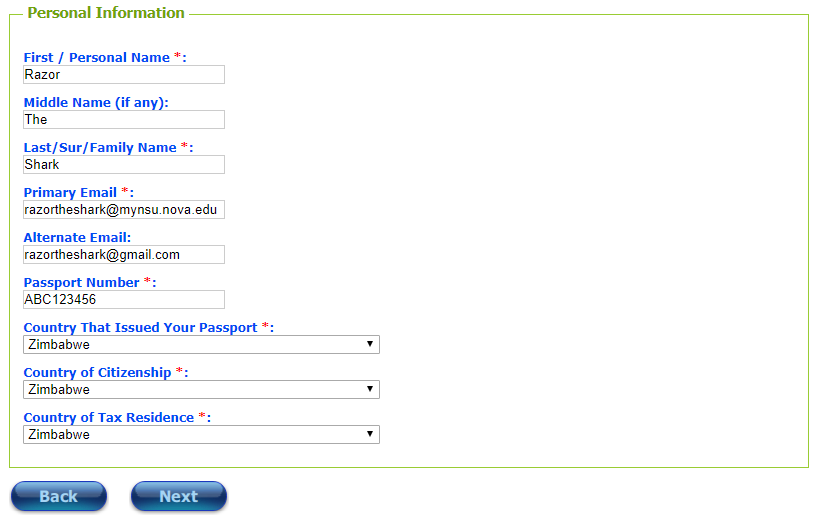 Personal Information
First / Personal Name *:
Razor
Middle Name (if any):
The
Last/Sur/Family Name *:
Shark
Primary Email *:
razortheshark@mynsu.nova.edu
Alternate Email:
razortheshark@gmail.com
Passport Number *:
ABC123456
Country That Issued Your Passport *:
Zimbabwe
Country of Citizenship *:
Zimbabwe
Country of Tax Residence *:
Zimbabwe
Back Next